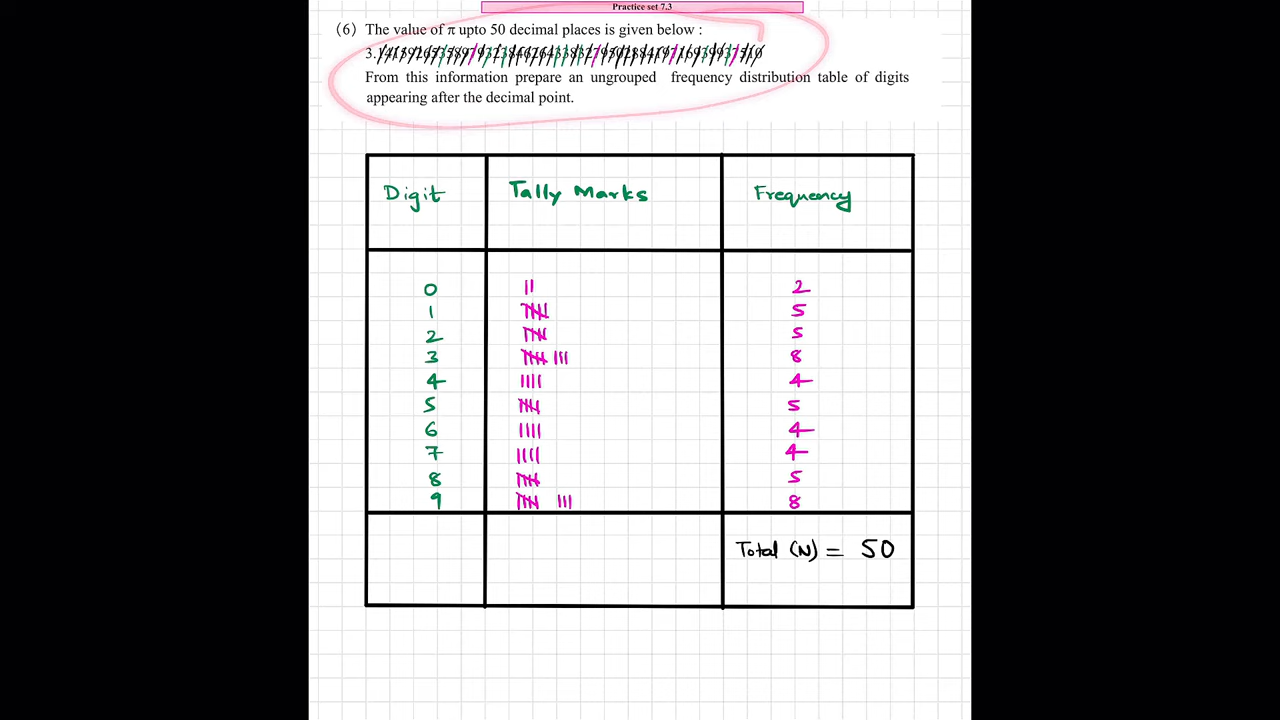 Practice set 7.3
(6) The value of π upto 50 decimal places is given below :
3.14159265358979323846264338327950288419716939937510
From this information prepare an ungrouped frequency distribution table of digits
appearing after the decimal point.
Digit Tally Marks Frequency
0 || 2
1 5
2 5
3 ||| 8
4 |||| 4
5 5
6 |||| 4
7 |||| 4
8 5
9 ||| 8
Total (N) = 50